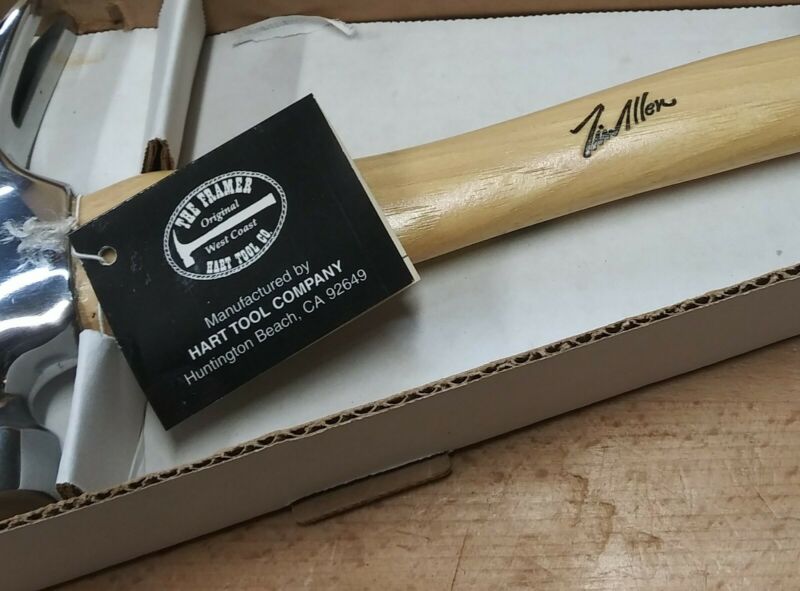 THE FRAMER
Original
West Coast
HART TOOL CO.
Manufactured by
HART TOOL COMPANY
Huntington Beach, CA 92649
Tim Allen